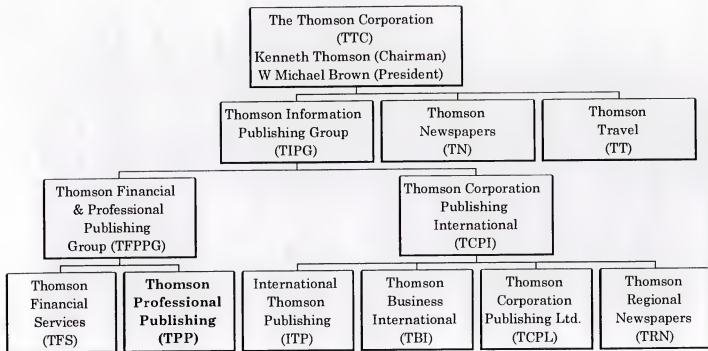 The Thomson Corporation
(TTC)
Kenneth Thomson (Chairman)
W Michael Brown (President)
Thomson Information
Publishing Group
(TIPG)
Thomson
Newspapers
(TN)
Thomson
Travel
(TT)
Thomson Financial
& Professional
Publishing
Group (TFPPG)
Thomson Corporation
Publishing
International
(TCPI)
Thomson
Financial
Services
(TFS)
Thomson
Professional
Publishing
(TPP)
International
Thomson
Publishing
(ITP)
Thomson
Business
International
(TBI)
Thomson
Corporation
Publishing Ltd.
(TCPL)
Thomson
Regional
Newspapers
(TRN)